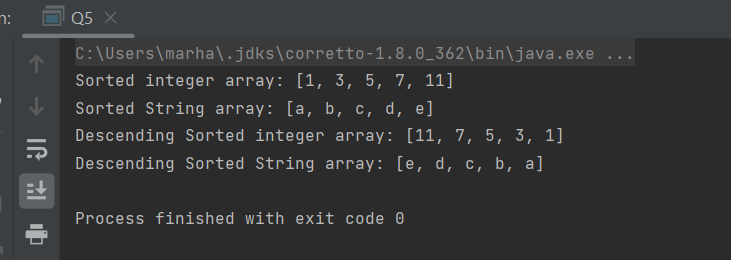 n: Q5
C:\Users\marha\.jdks\corretto-1.8.0_362\bin\java.exe ...
Sorted integer array: [1, 3, 5, 7, 11]
Sorted String array: [a, b, c, d, e]
Descending Sorted integer array: [11, 7, 5, 3, 1]
Descending Sorted String array: [e, d, c, b, a]
Process finished with exit code 0